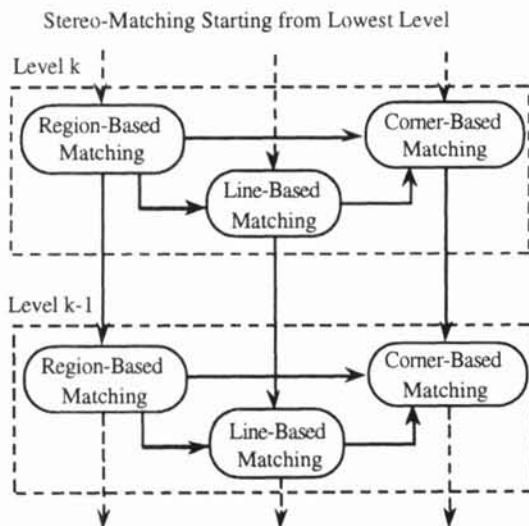 Stereo-Matching Starting from Lowest Level
Level k
Region-Based
Matching
Corner-Based
Matching
Line-Based
Matching
Level k-1
Region-Based
Matching
Corner-Based
Matching
Line-Based
Matching